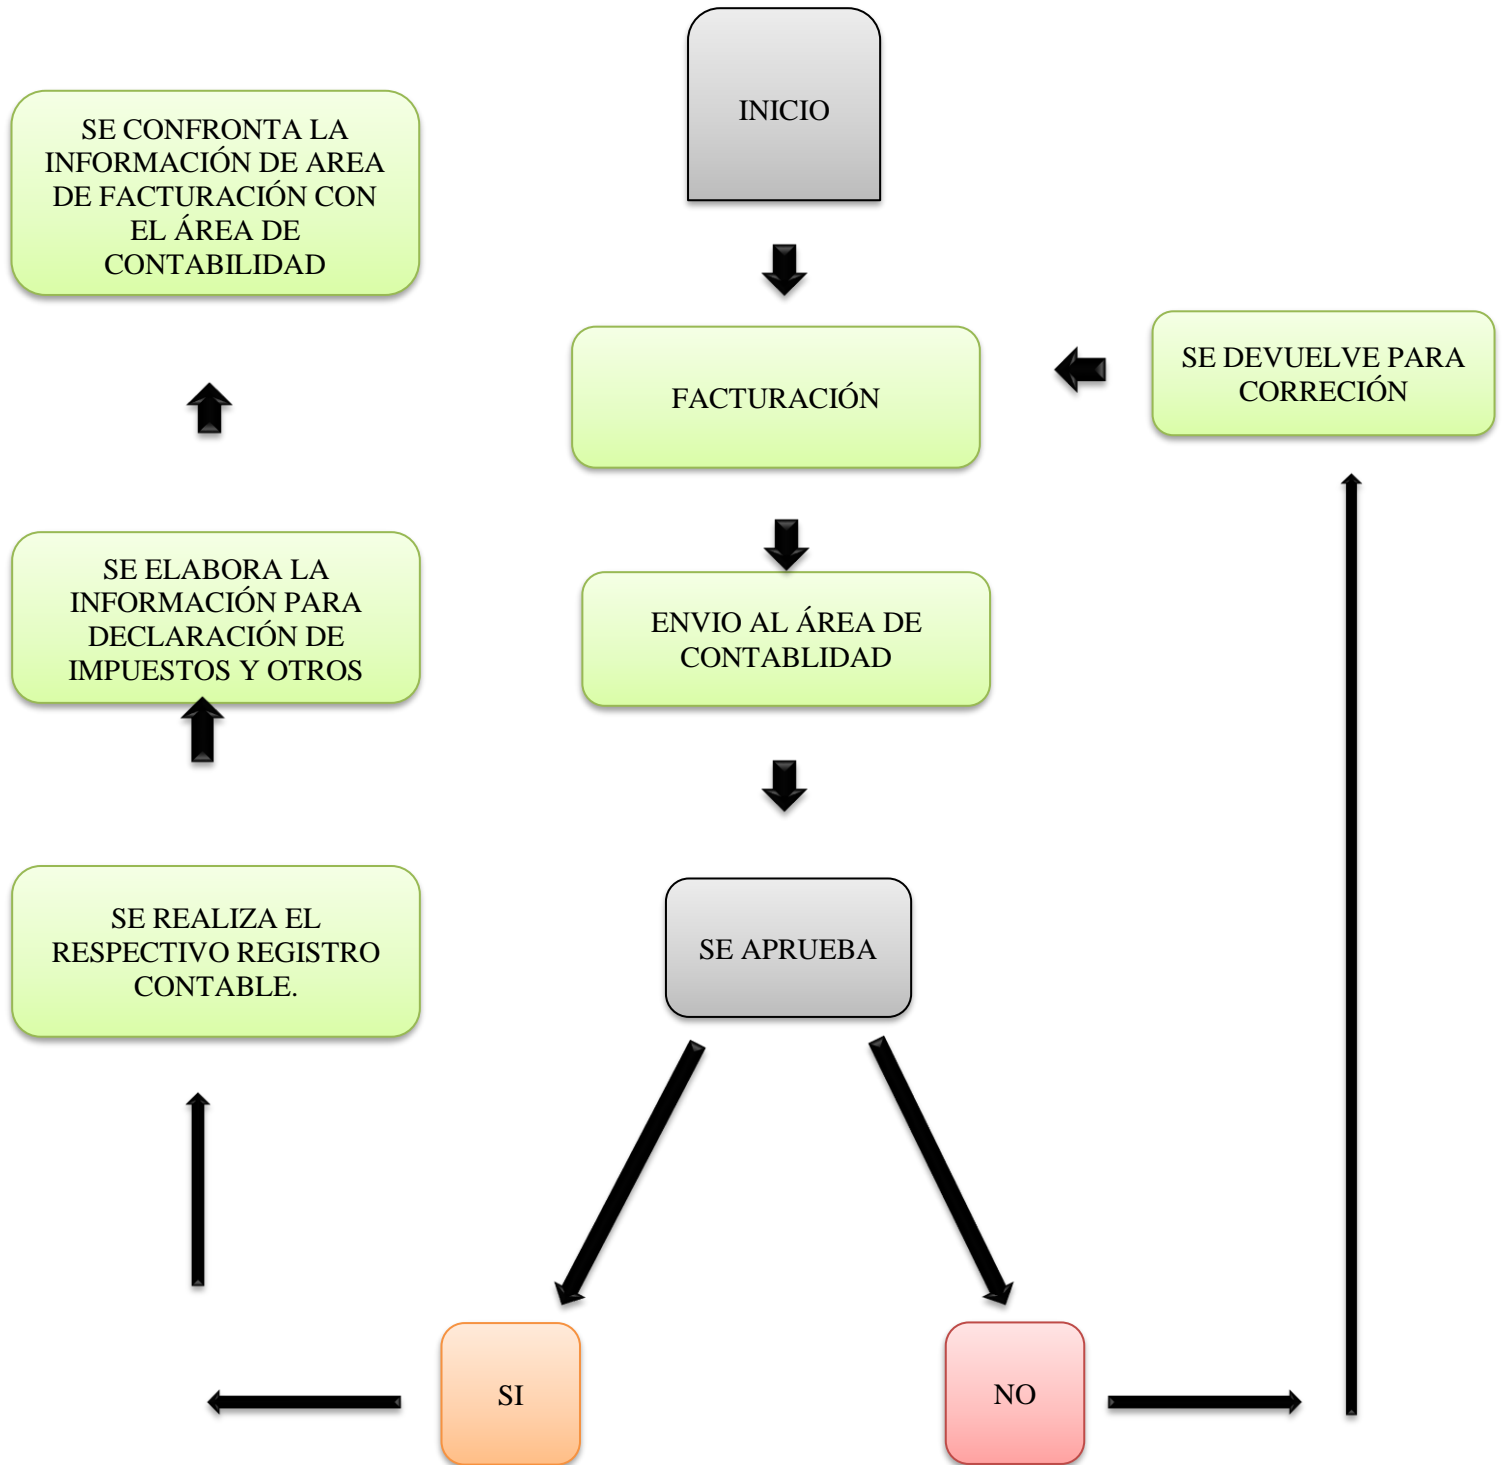 INICIO
SE CONFRONTA LA
INFORMACIÓN DE AREA
DE FACTURACIÓN CON
EL ÁREA DE
CONTABILIDAD
FACTURACIÓN
SE DEVUELVE PARA
CORRECIÓN
SE ELABORA LA
INFORMACIÓN PARA
DECLARACIÓN DE
IMPUESTOS Y OTROS
ENVIO AL ÁREA DE
CONTABLIDAD
SE REALIZA EL
RESPECTIVO REGISTRO
CONTABLE.
SE APRUEBA
SI
NO